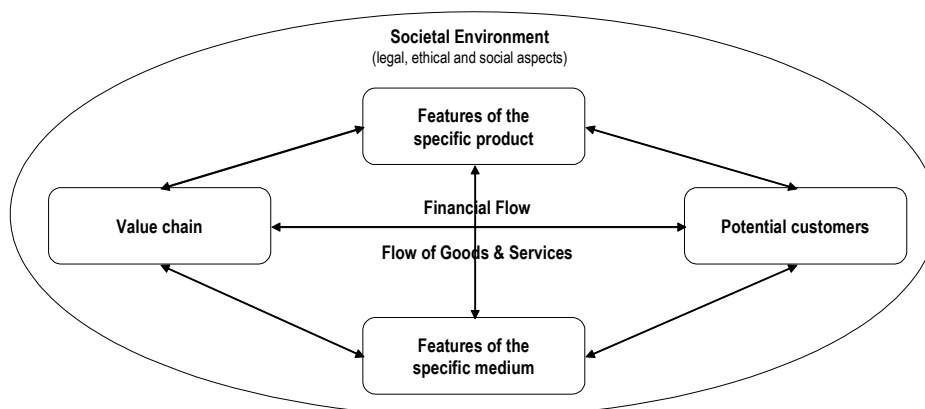 Societal Environment
(legal, ethical and social aspects)
Features of the
specific product
Financial Flow
Value chain
Potential customers
Flow of Goods & Services
Features of the
specific medium